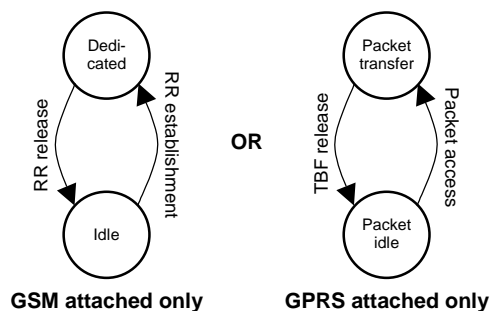 Dedi-
cated
RR release
RR establishment
Idle
GSM attached only
OR
Packet
transfer
TBF release
Packet access
Packet
idle
GPRS attached only